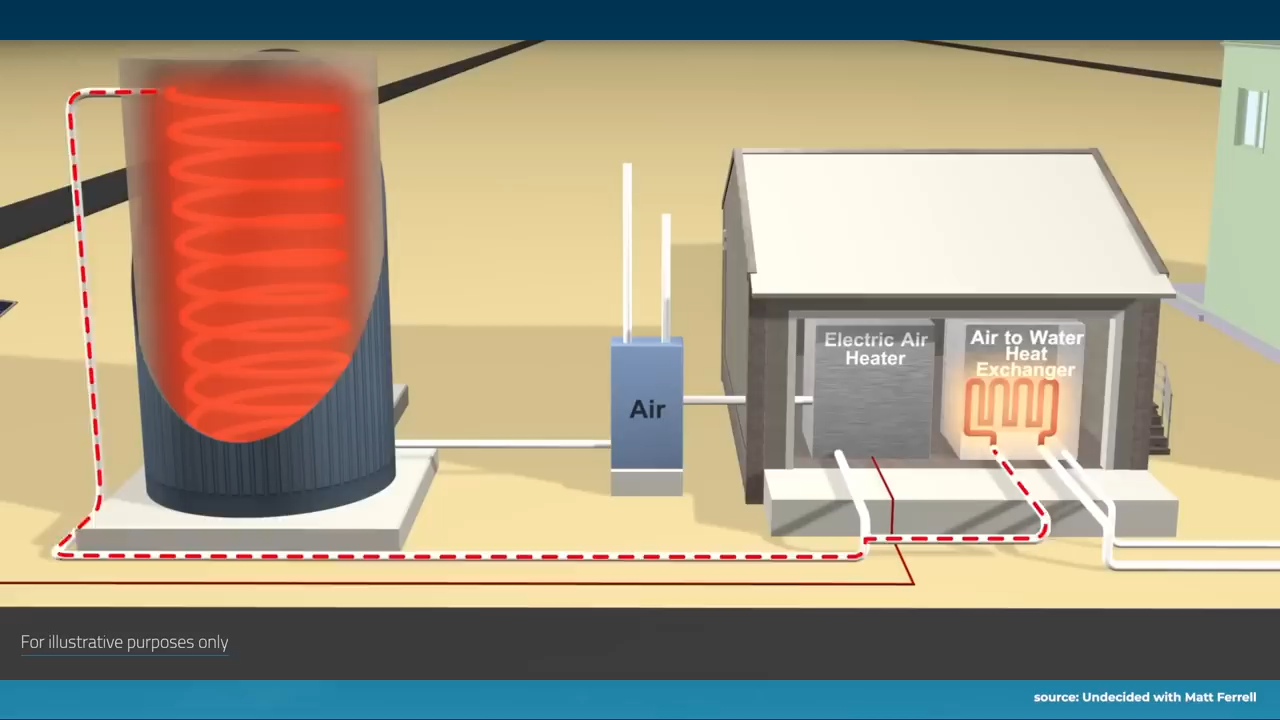 Electric Air
Heater
Air to Water
Heat
Exchanger
Air
For illustrative purposes only
source: Undecided with Matt Ferrell